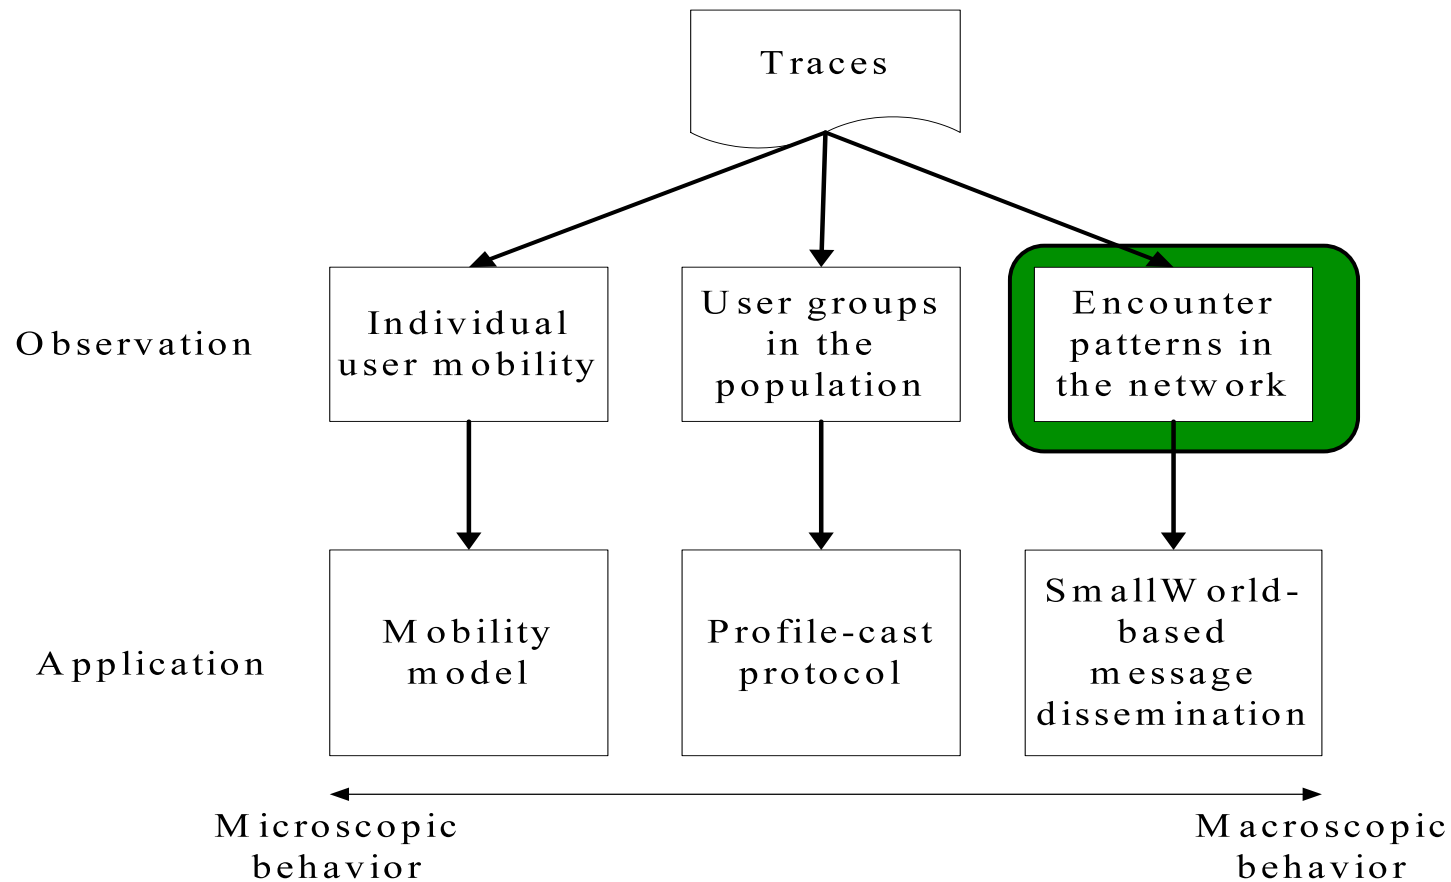 Traces
Observation
Individual
user mobility
User groups
in the
population
Encounter
patterns in
the network
Application
Mobility
model
Profile-cast
protocol
SmallWorld-
based
message
dissemination
Microscopic
behavior
Macroscopic
behavior